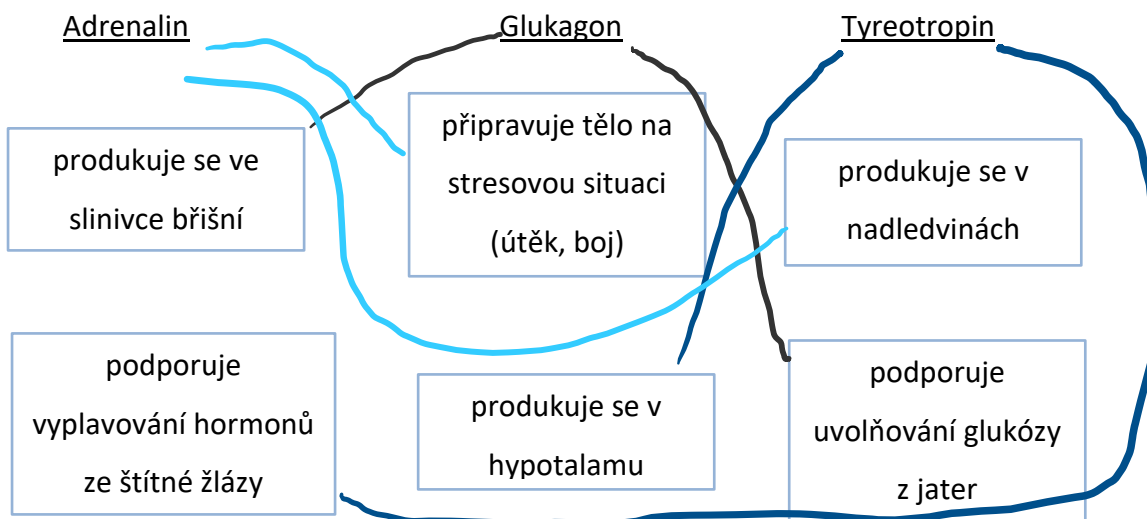 Adrenalin
Glukagon
Tyreotropin
produkuje se ve
slinivce břišní
připravuje tělo na
stresovou situaci
(útěk, boj)
produkuje se v
nadledvinách
podporuje
vyplavování hormonů
ze štítné žlázy
produkuje se v
hypotalamu
podporuje
uvolňování glukózy
z jater